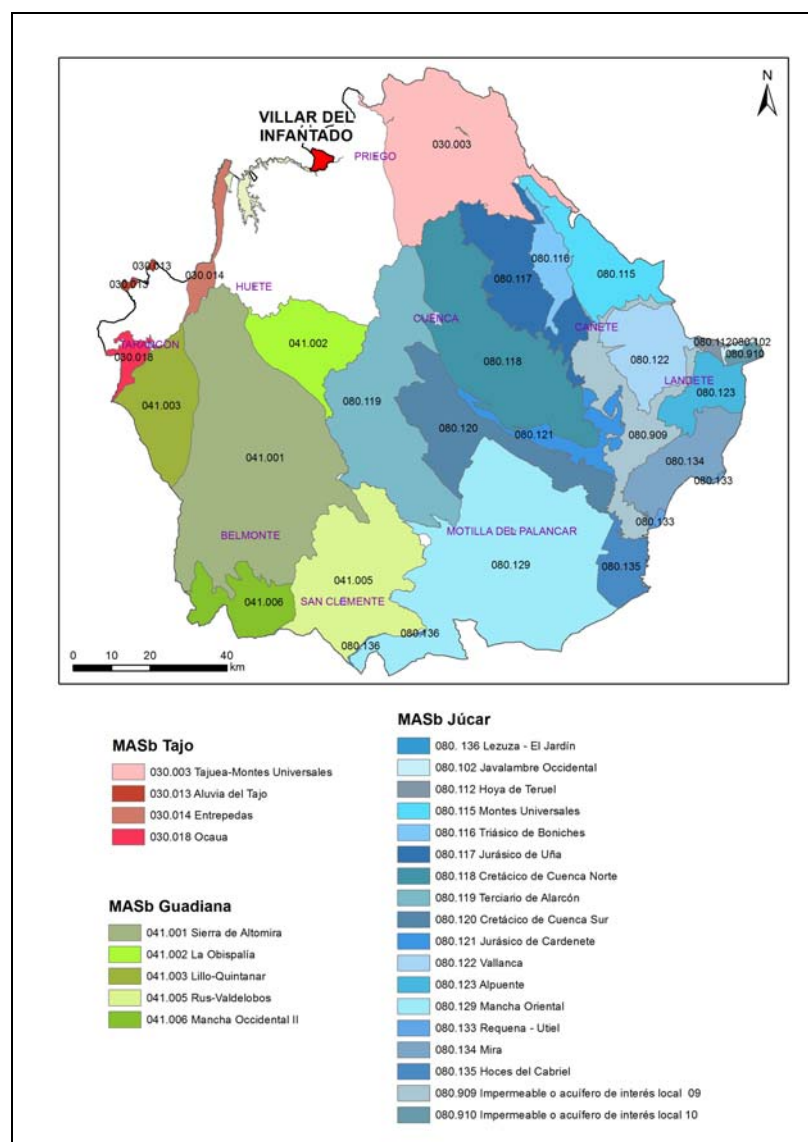 N
VILLAR DEL
INFANTADO
PRIEGO
030.003
080.116
080.115
080.117
030.013
030.013
030.014
HUETE
CUENCA
CAÑETE
TARANCÓN
030.018
041.002
080.118
080.122
080.112
080.102
080.910
LANDETE
080.123
041.003
080.119
080.120
080.121
080.909
080.134
041.001
080.133
080.133
BELMONTE
MOTILLA DEL PALANCAR
080.129
080.135
041.005
041.006
SAN CLEMENTE
080.136
080.136
0 10 20 40
km
MASb Tajo
030.003 Tajuea-Montes Universales
030.013 Aluvia del Tajo
030.014 Entrepedas
030.018 Ocaua
MASb Guadiana
041.001 Sierra de Altomira
041.002 La Obispalía
041.003 Lillo-Quintanar
041.005 Rus-Valdelobos
041.006 Mancha Occidental II
MASb Júcar
080. 136 Lezuza - El Jardín
080.102 Javalambre Occidental
080.112 Hoya de Teruel
080.115 Montes Universales
080.116 Triásico de Boniches
080.117 Jurásico de Uña
080.118 Cretácico de Cuenca Norte
080.119 Terciario de Alarcón
080.120 Cretácico de Cuenca Sur
080.121 Jurásico de Cardenete
080.122 Vallanca
080.123 Alpuente
080.129 Mancha Oriental
080.133 Requena - Utiel
080.134 Mira
080.135 Hoces del Cabriel
080.909 Impermeable o acuífero de interés local 09
080.910 Impermeable o acuífero de interés local 10